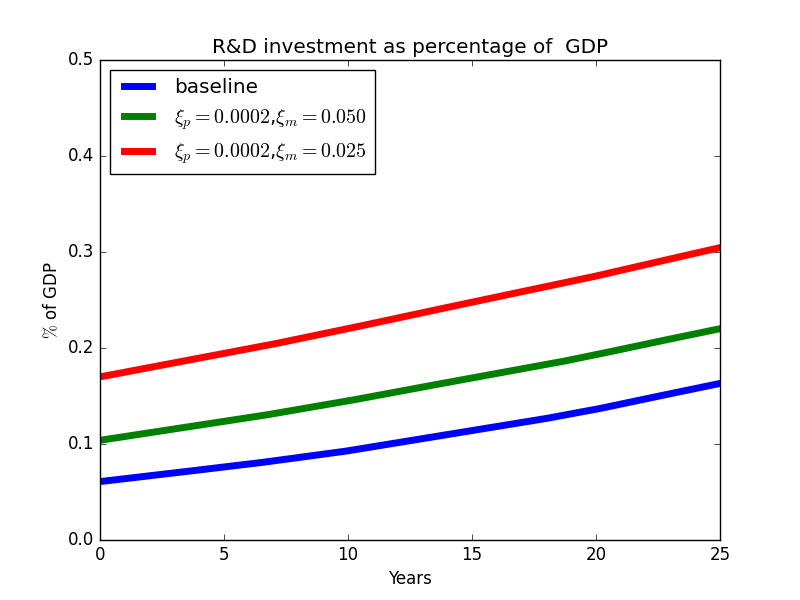 R&D investment as percentage of  GDP
baseline
ξp = 0.0002,ξm = 0.050
ξp = 0.0002,ξm = 0.025
% of GDP
0.5
0.4
0.3
0.2
0.1
0.0
0 5 10 15 20 25
Years